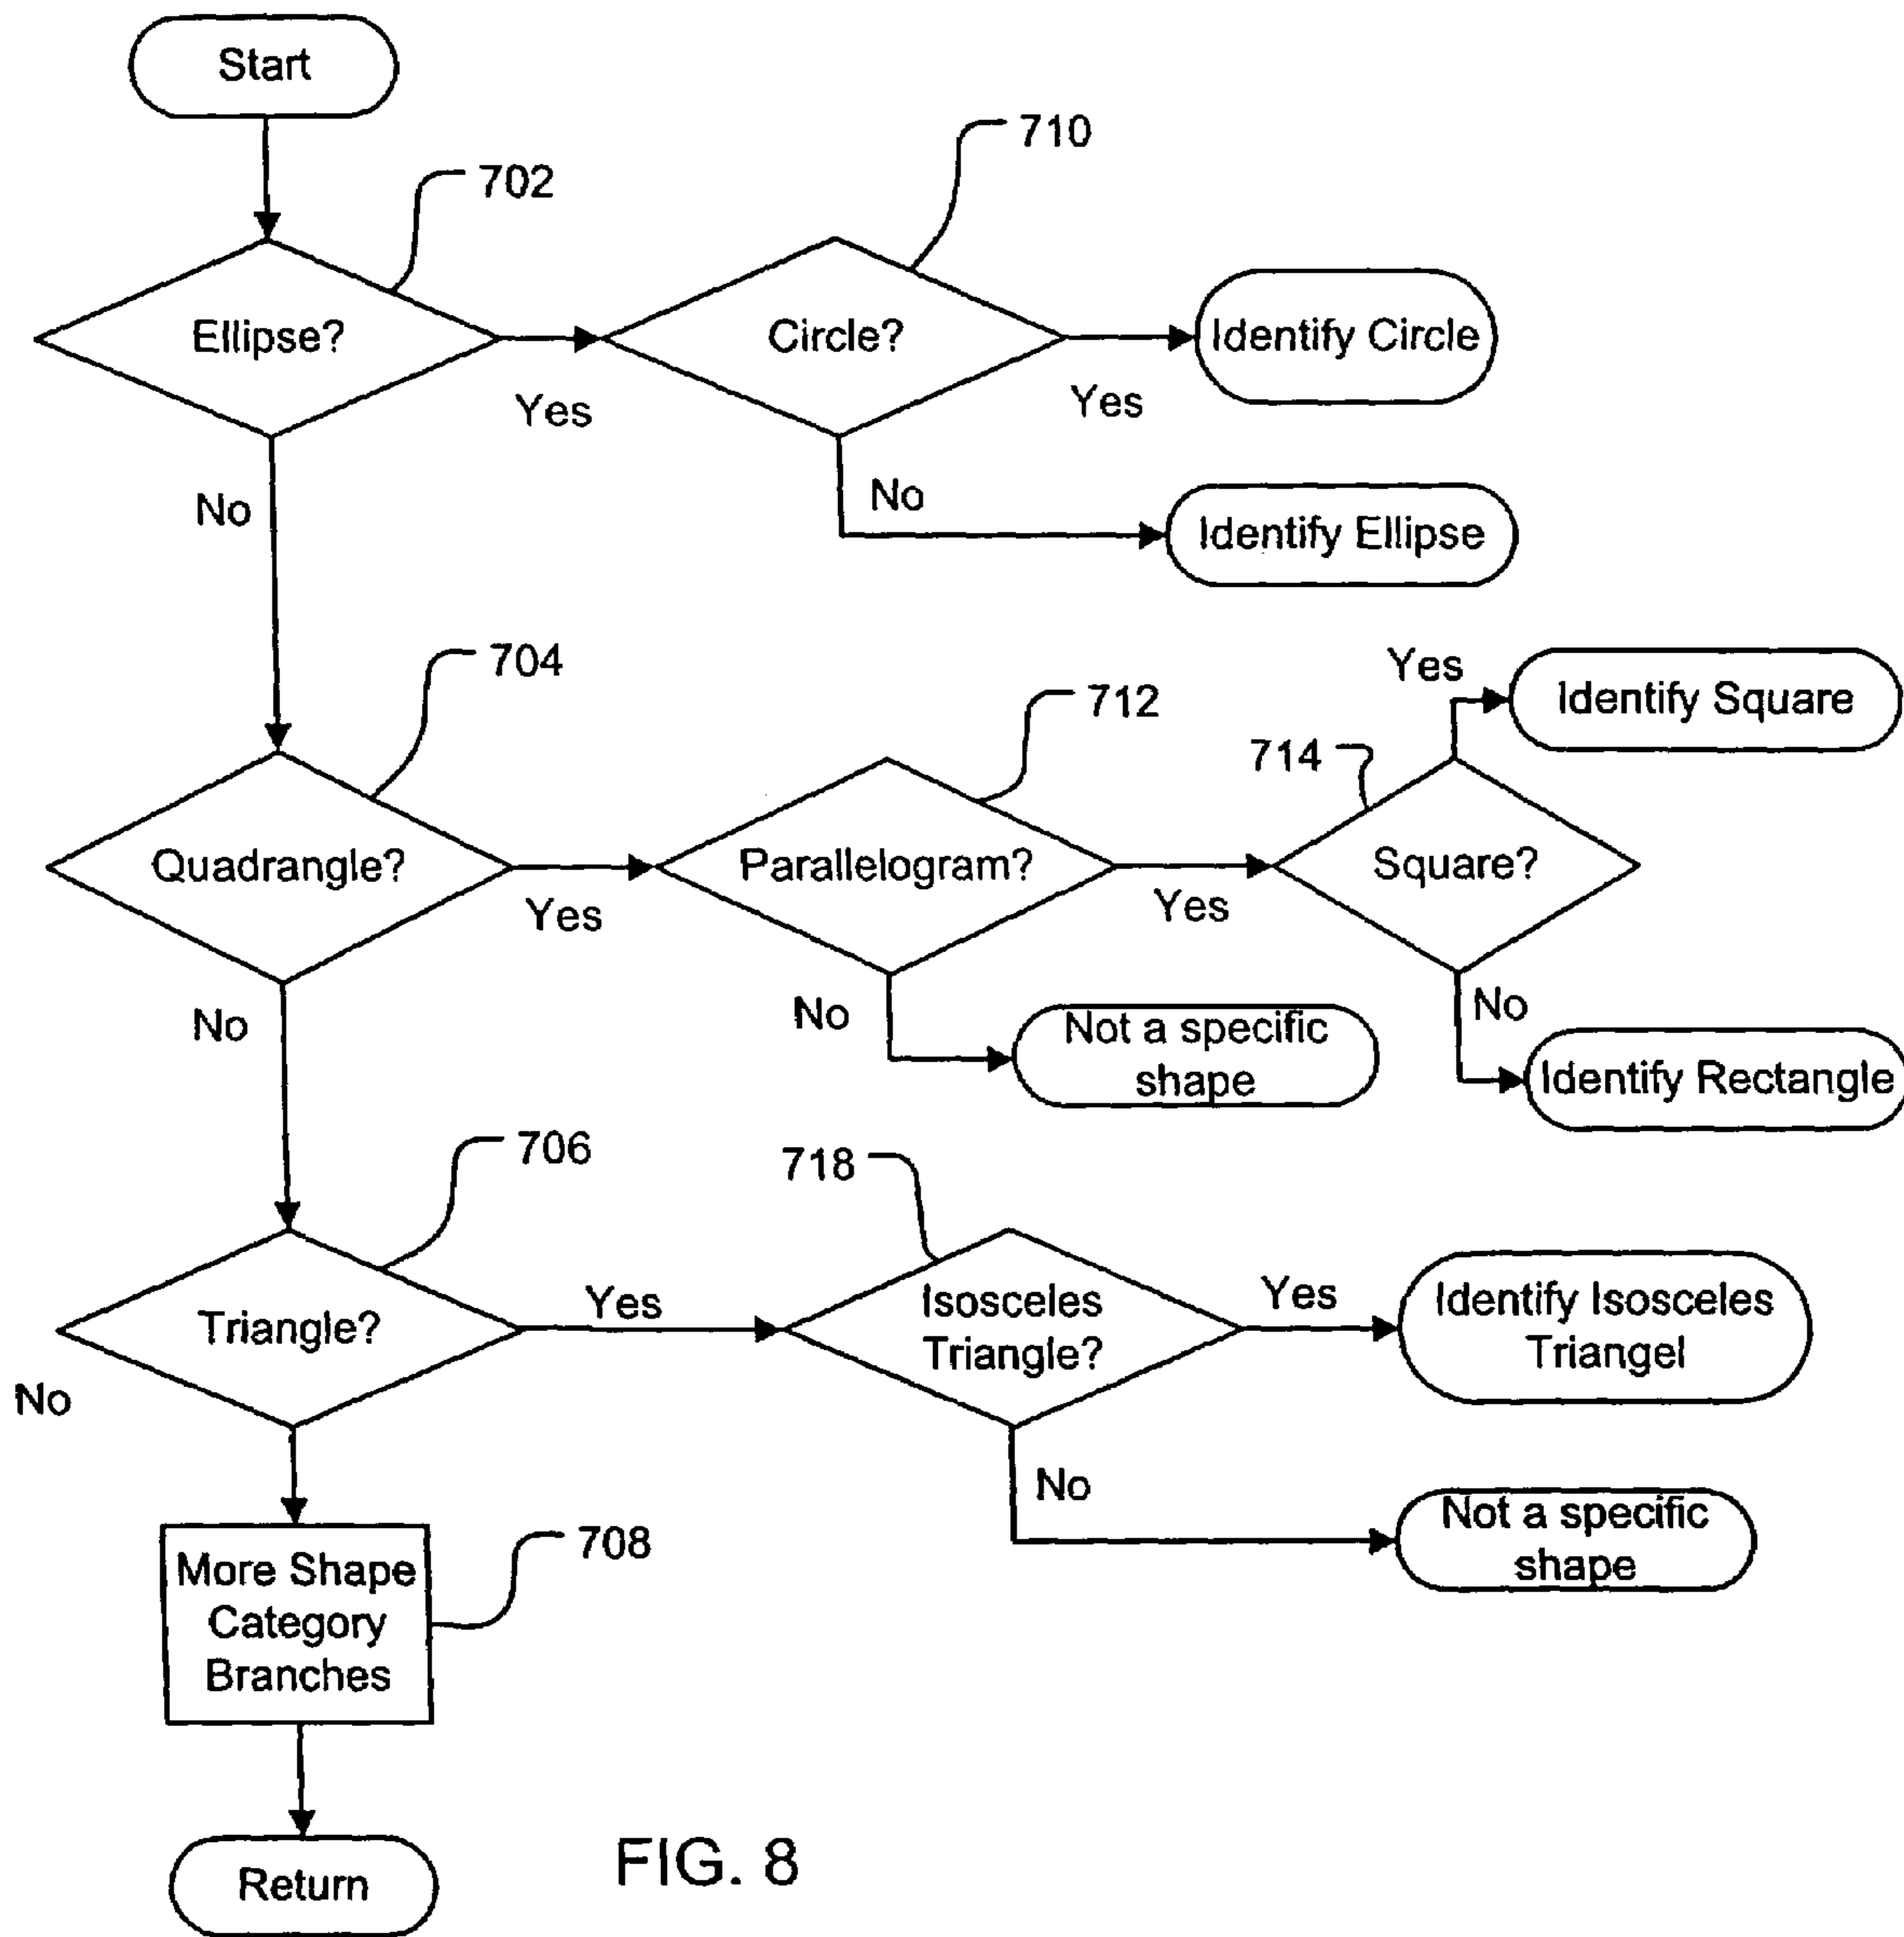 Start
702
710
Ellipse?
Circle?
Identify Circle
Yes
Yes
No
No
Identify Ellipse
704
712
714
Yes
Identify Square
Quadrangle?
Parallelogram?
Square?
Yes
Yes
No
No
No
Not a specific
shape
Identify Rectangle
706
718
Triangle?
Yes
Isosceles
Triangle?
Yes
Identify Isosceles
Triangel
No
No
Not a specific
shape
More Shape
Category
Branches
708
Return
FIG. 8